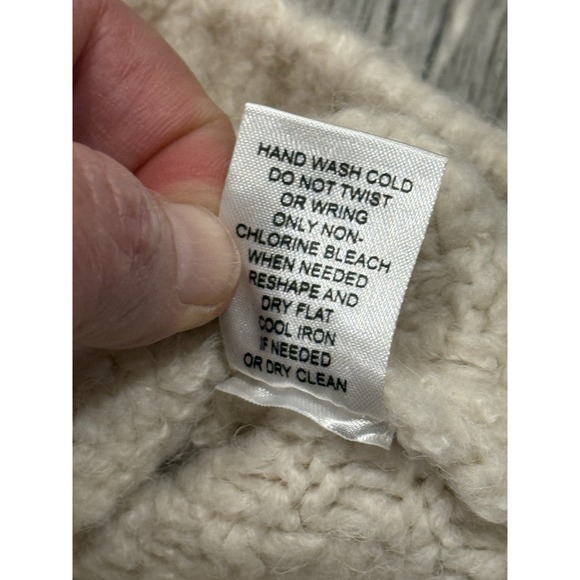 HAND WASH COLD
DO NOT TWIST
OR WRING
ONLY NON-
CHLORINE BLEACH
WHEN NEEDED
RESHAPE AND
DRY FLAT
COOL IRON
IF NEEDED
OR DRY CLEAN